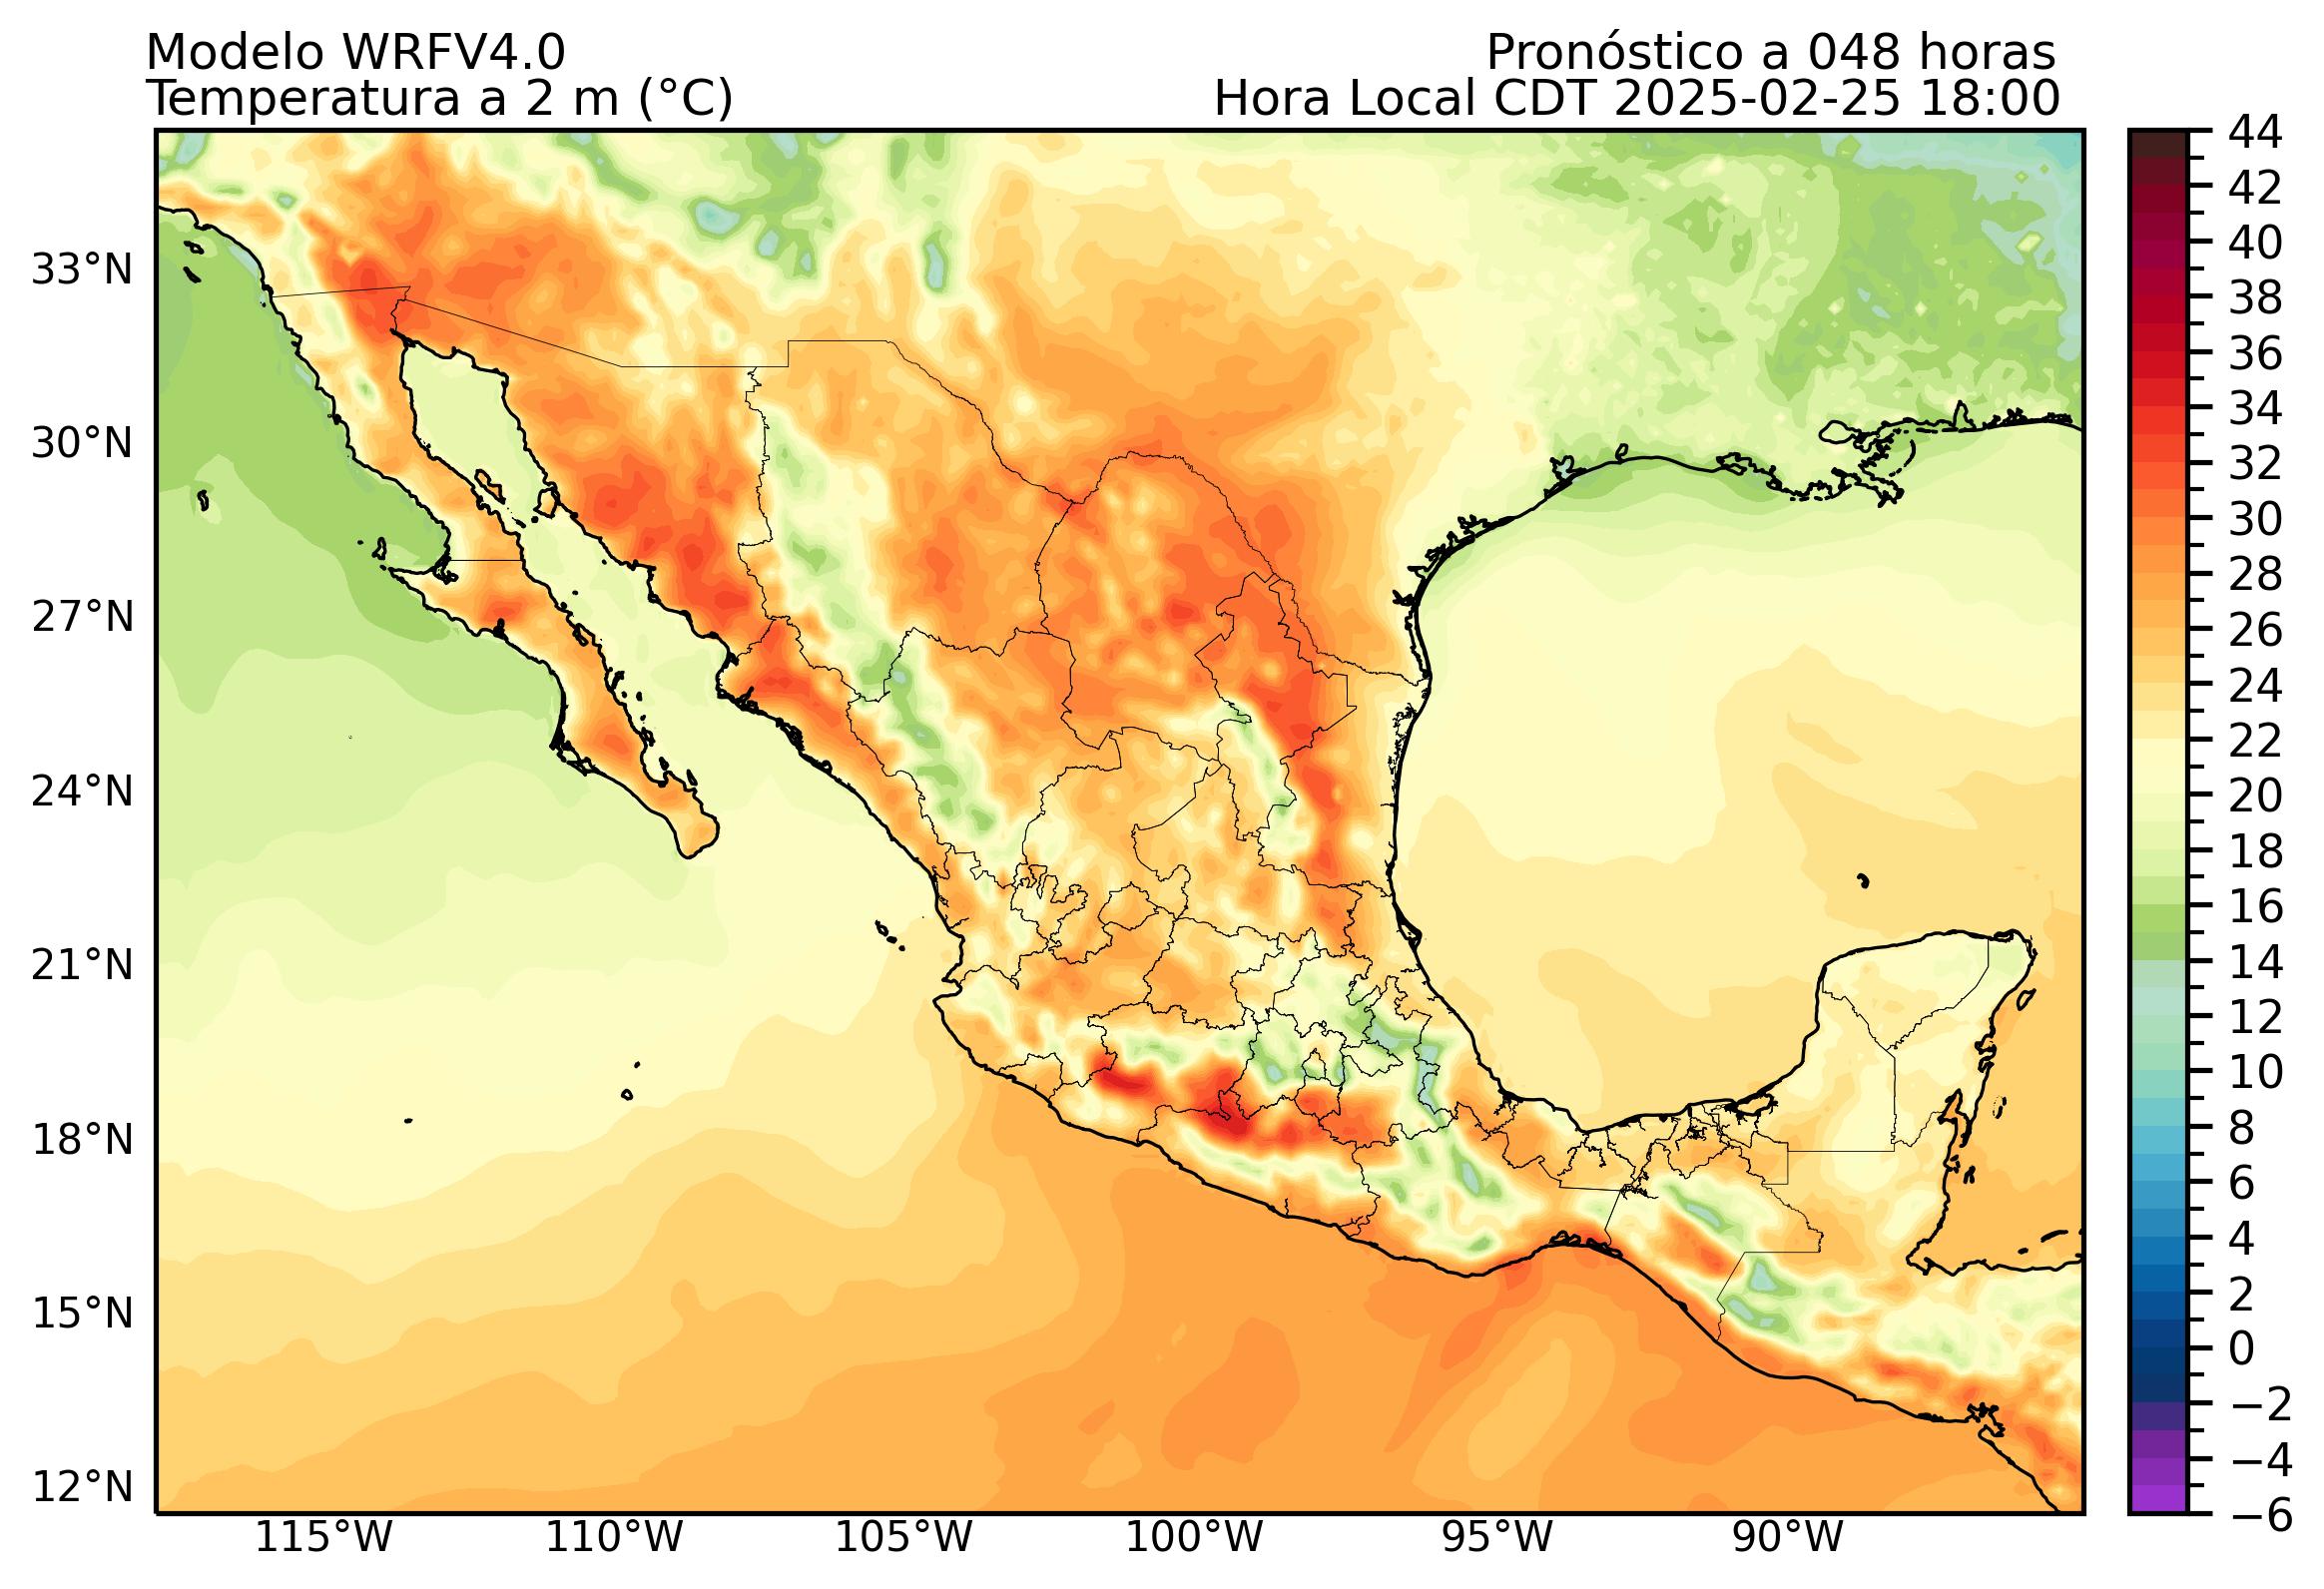 Modelo WRFV4.0
Pronóstico a 048 horas
Temperatura a 2 m (°C)
Hora Local CDT 2025-02-25 18:00
33°N
30°N
27°N
24°N
21°N
18°N
15°N
12°N
115°W
110°W
105°W
100°W
95°W
90°W
44
42
40
38
36
34
32
30
28
26
24
22
20
18
16
14
12
10
8
6
4
2
0
−2
−4
−6